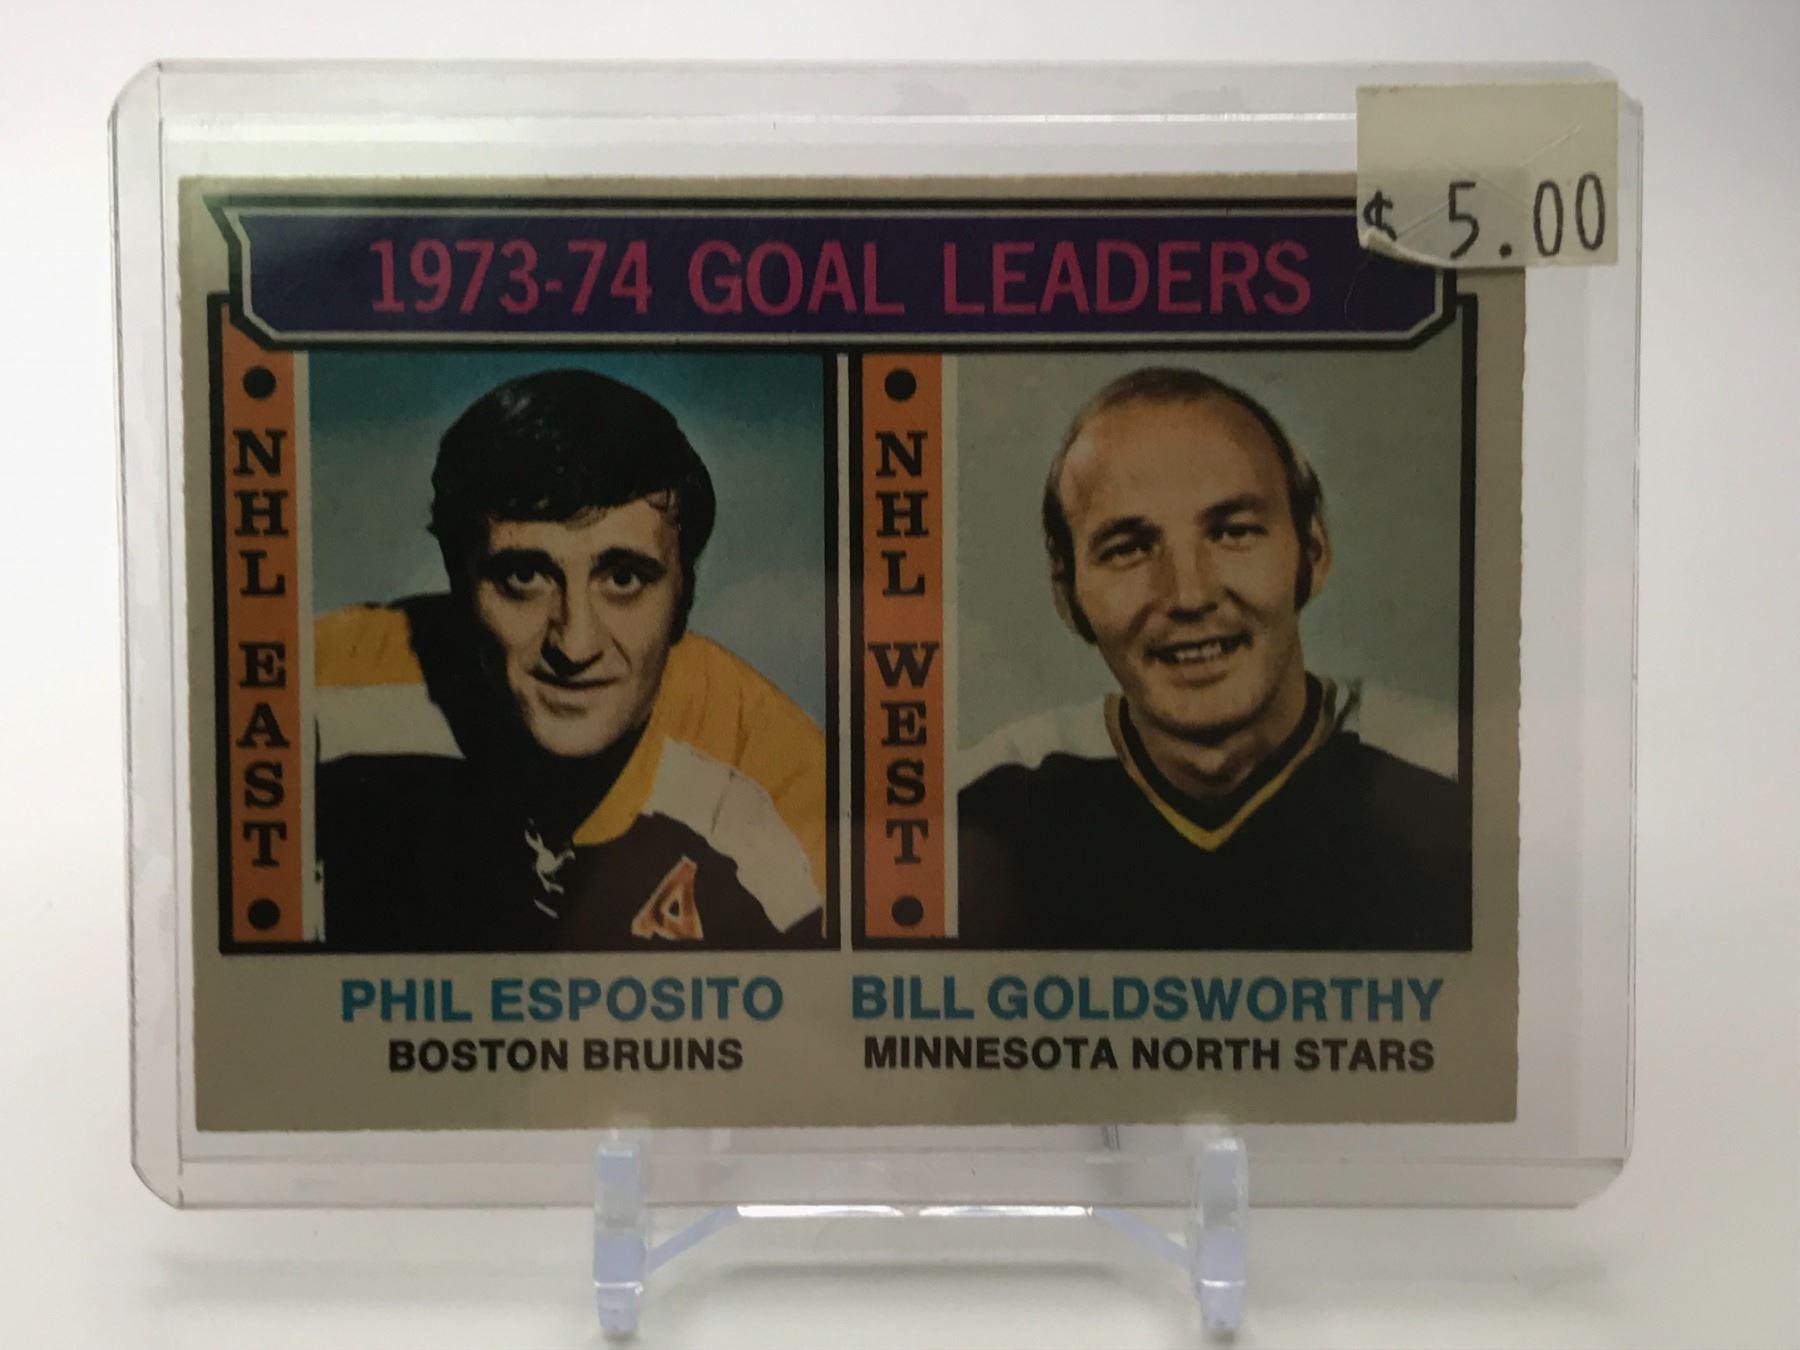 $ 5.00
1973-74 GOAL LEADERS
NHL EAST
NHL WEST
A
PHIL ESPOSITO
BOSTON BRUINS
BILL GOLDSWORTHY
MINNESOTA NORTH STARS